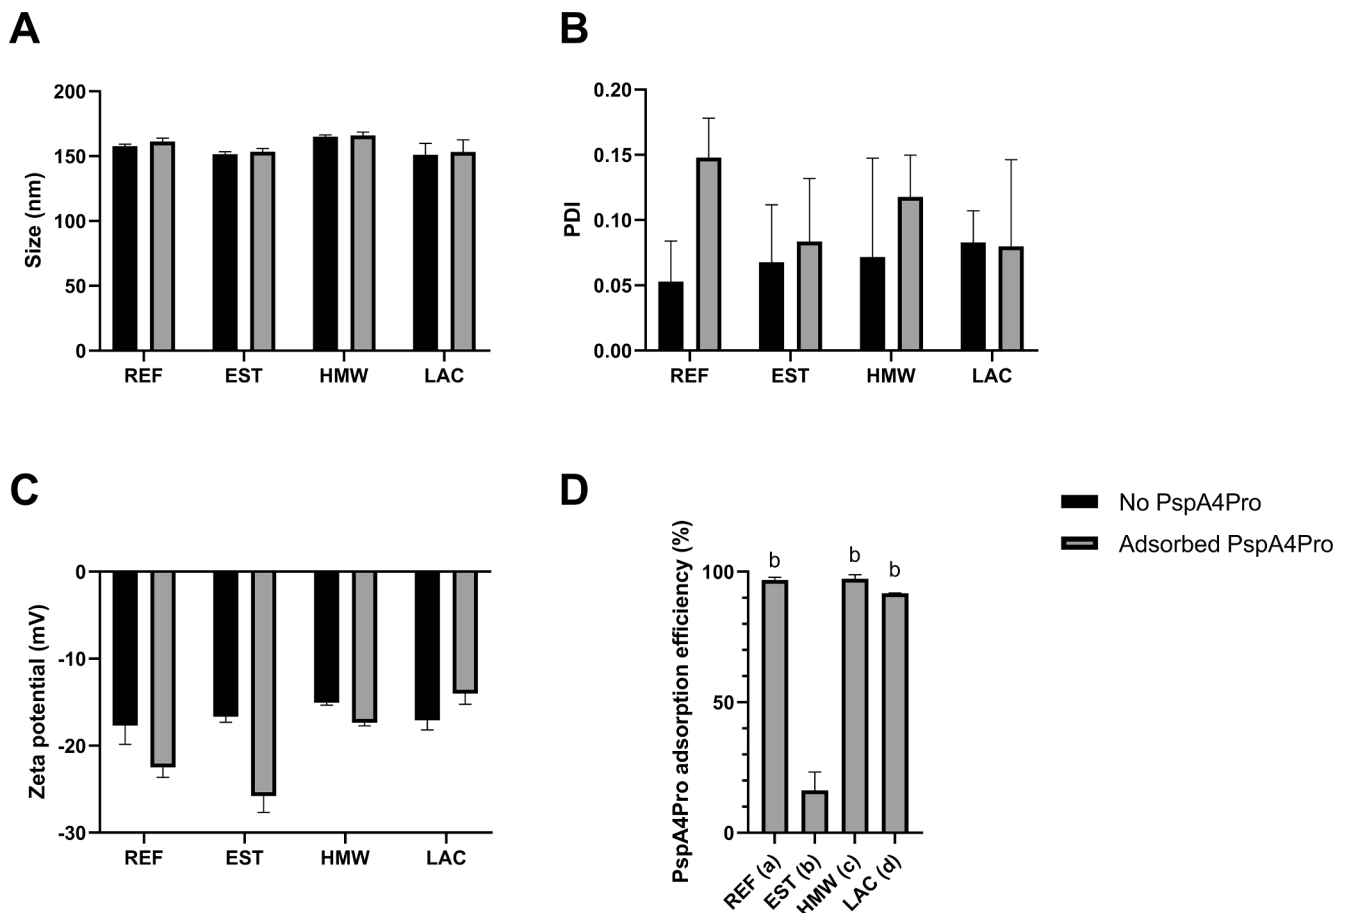 A
Size (nm)
200
150
100
50
0
REF EST HMW LAC
B
PDI
0.20
0.15
0.10
0.05
0.00
REF EST HMW LAC
C
Zeta potential (mV)
0
-10
-20
-30
REF EST HMW LAC
D
PspA4Pro adsorption efficiency (%)
100
50
0
b b b
REF (a) EST (b) HMW (c) LAC (d)
No PspA4Pro
Adsorbed PspA4Pro